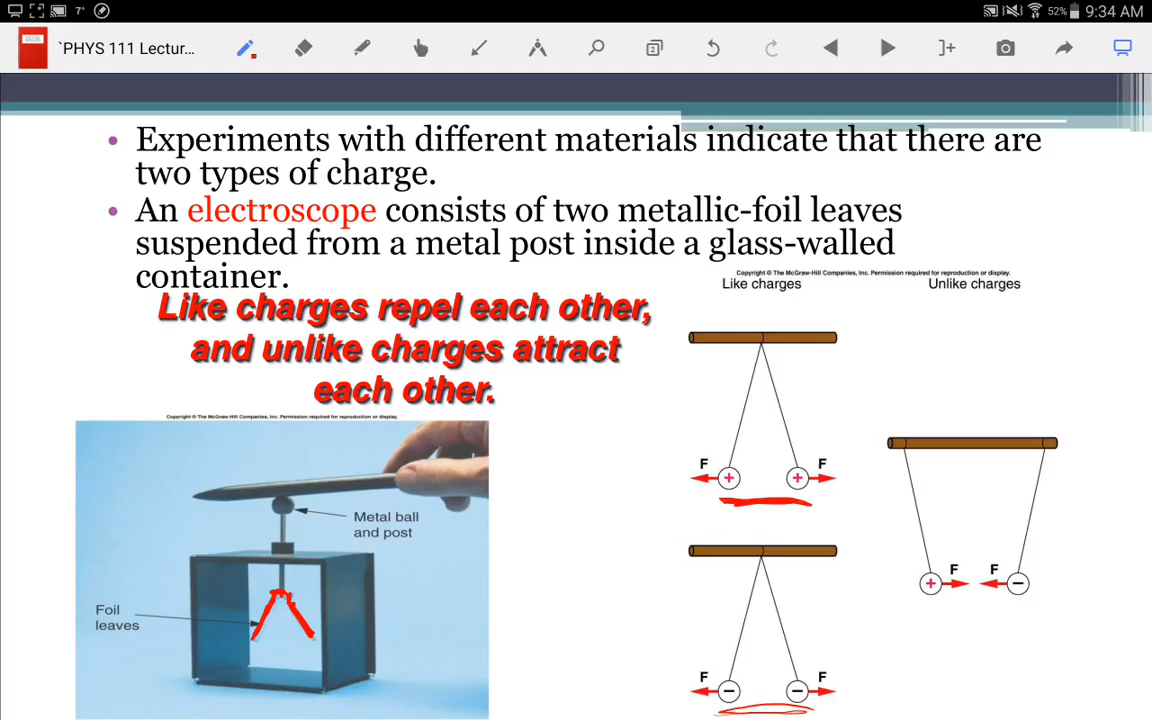 7°
52%
9:34 AM
`PHYS 111 Lectur...
2
• Experiments with different materials indicate that there are
two types of charge.
• An electroscope consists of two metallic-foil leaves
suspended from a metal post inside a glass-walled
container.
Like charges repel each other,
and unlike charges attract
each other.
Copyright © The McGraw-Hill Companies, Inc. Permission required for reproduction or display.
Metal ball
and post
Foil
leaves
Copyright © The McGraw-Hill Companies, Inc. Permission required for reproduction or display.
Like charges
Unlike charges
F
F
+
+
F
F
−
−
F
F
+
−